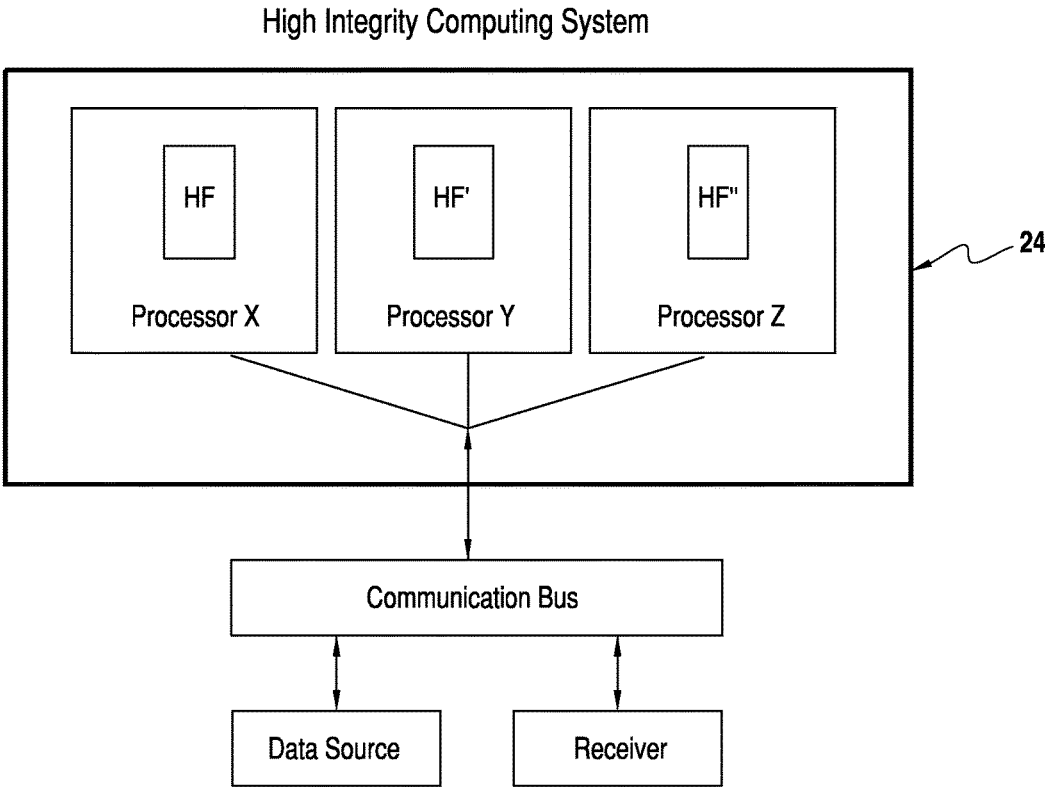 High Integrity Computing System
HF
HF'
HF"
Processor X
Processor Y
Processor Z
24
Communication Bus
Data Source
Receiver